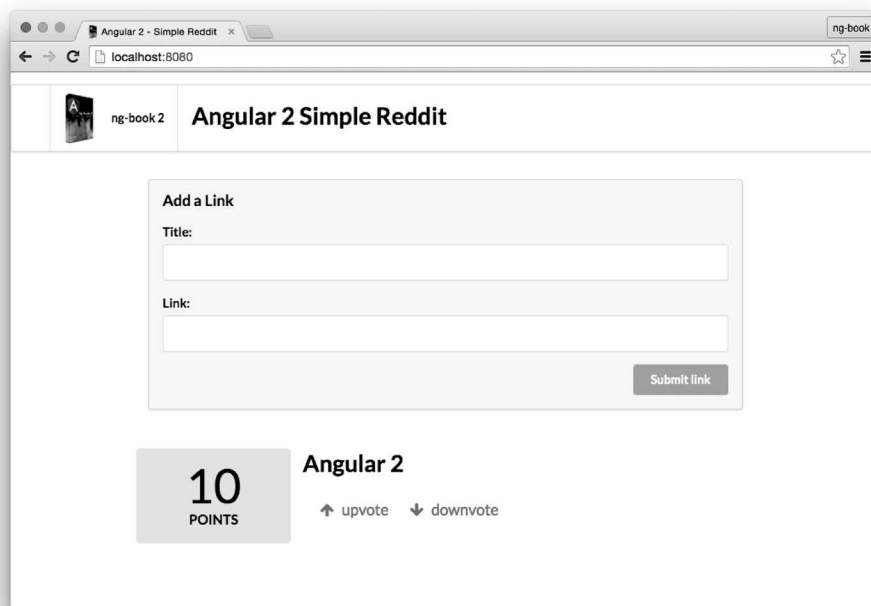 Angular 2 - Simple Reddit
ng-book
localhost:8080
ng-book 2
Angular 2 Simple Reddit
Add a Link
Title:
Link:
Submit link
10
POINTS
Angular 2
upvote downvote